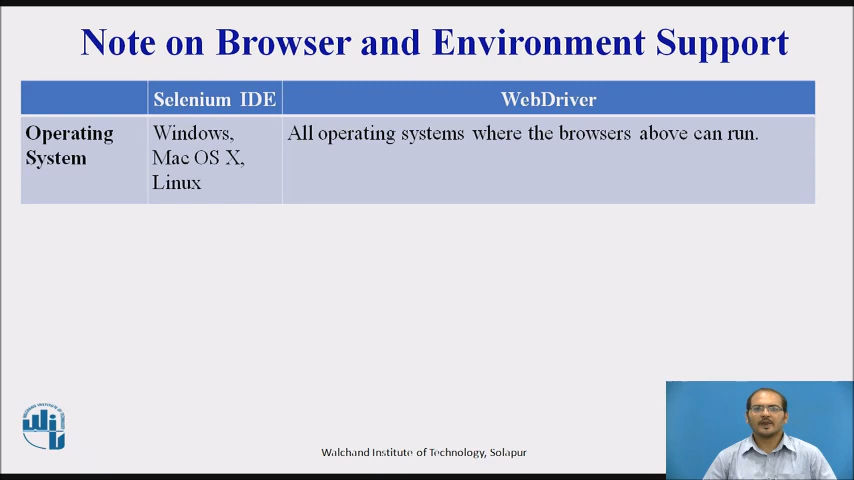 Note on Browser and Environment Support
Selenium IDE WebDriver
Operating System
Windows, Mac OS X, Linux
All operating systems where the browsers above can run.
Walchand Institute of Technology, Solapur